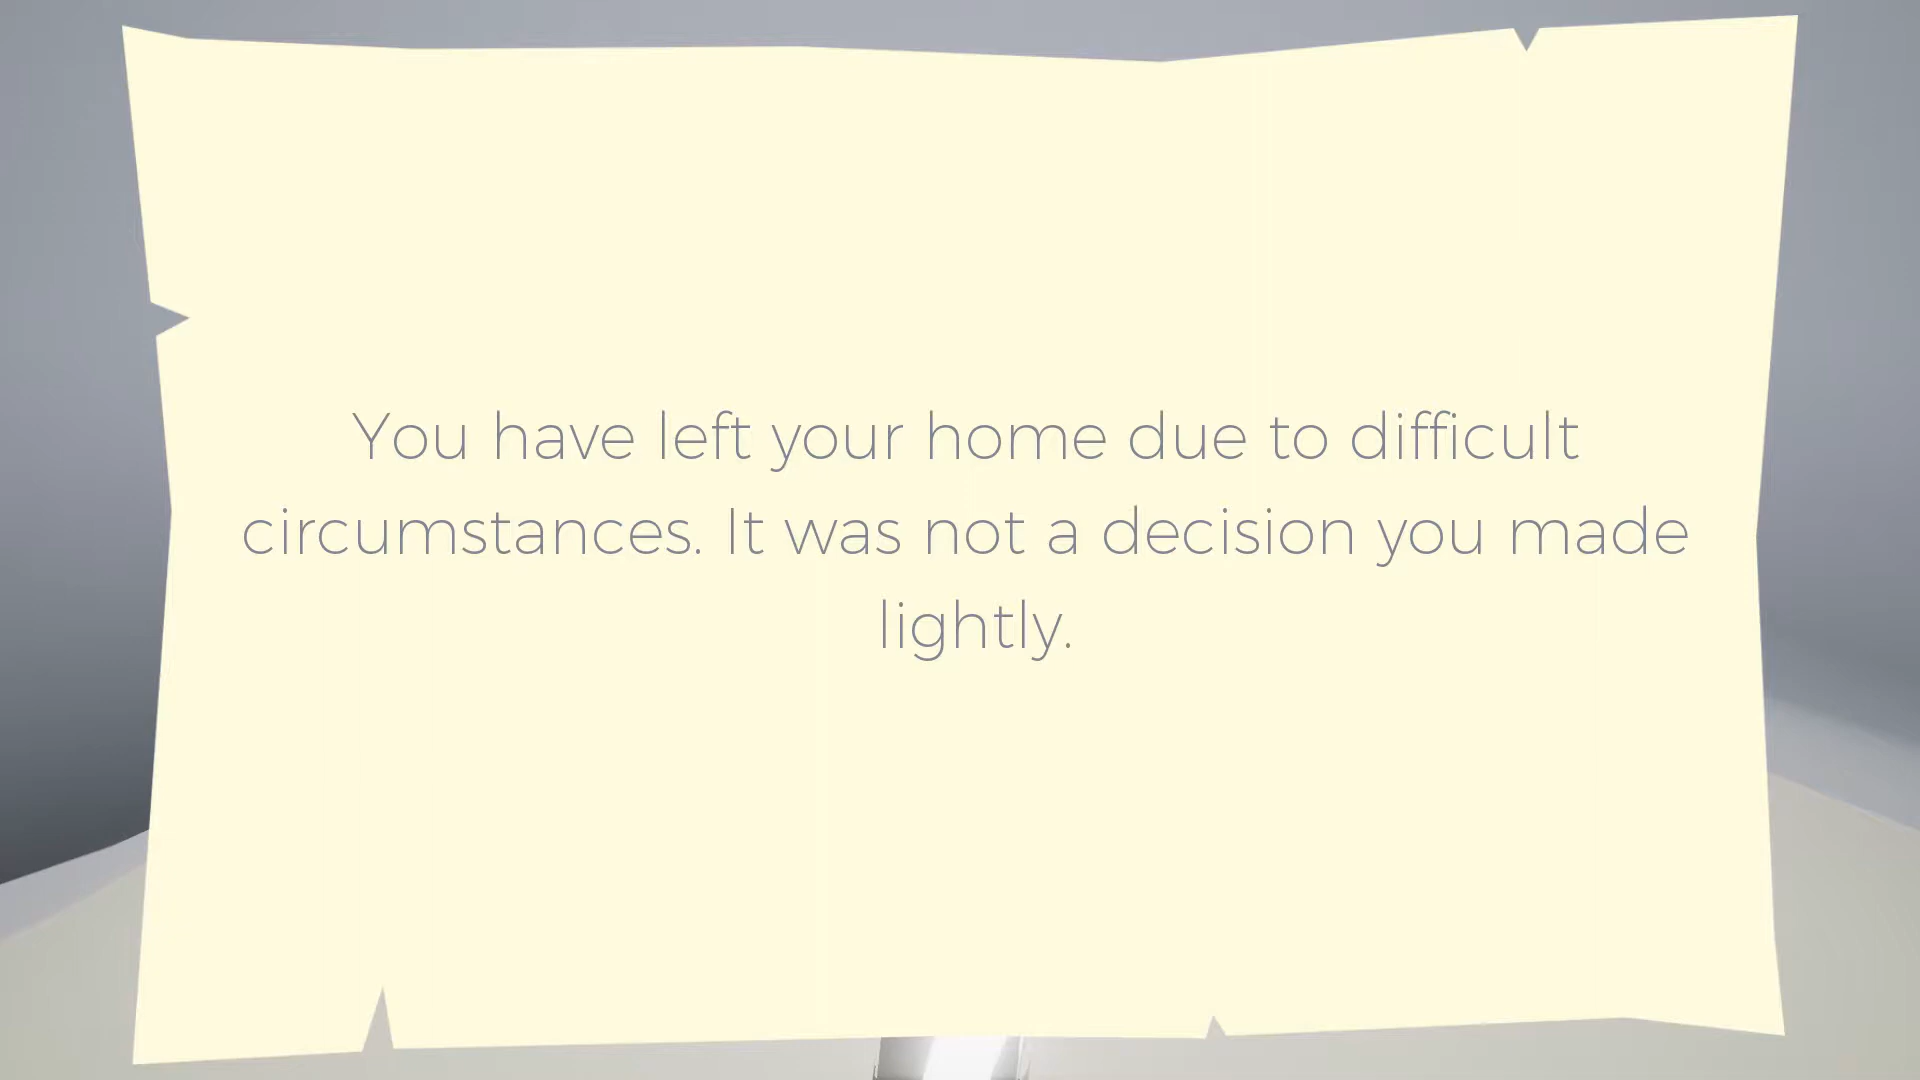 You have left your home due to difficult
circumstances. It was not a decision you made
lightly.